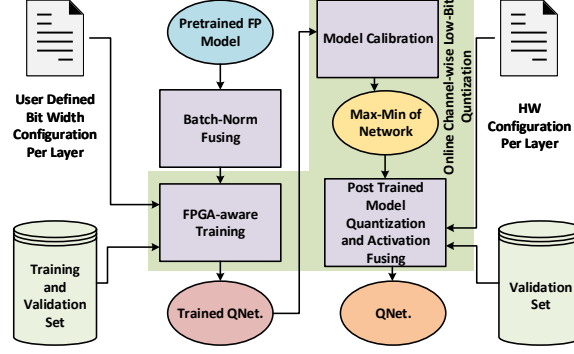 User Defined
Bit Width
Configuration
Per Layer
Training
and
Validation
Set
Pretrained FP
Model
Batch-Norm
Fusing
FPGA-aware
Training
Trained QNet.
Model Calibration
Max-Min of
Network
Post Trained
Model
Quantization
and Activation
Fusing
QNet.
Online Channel-wise Low-Bit
Quntization
HW
Configuration
Per Layer
Validation
Set